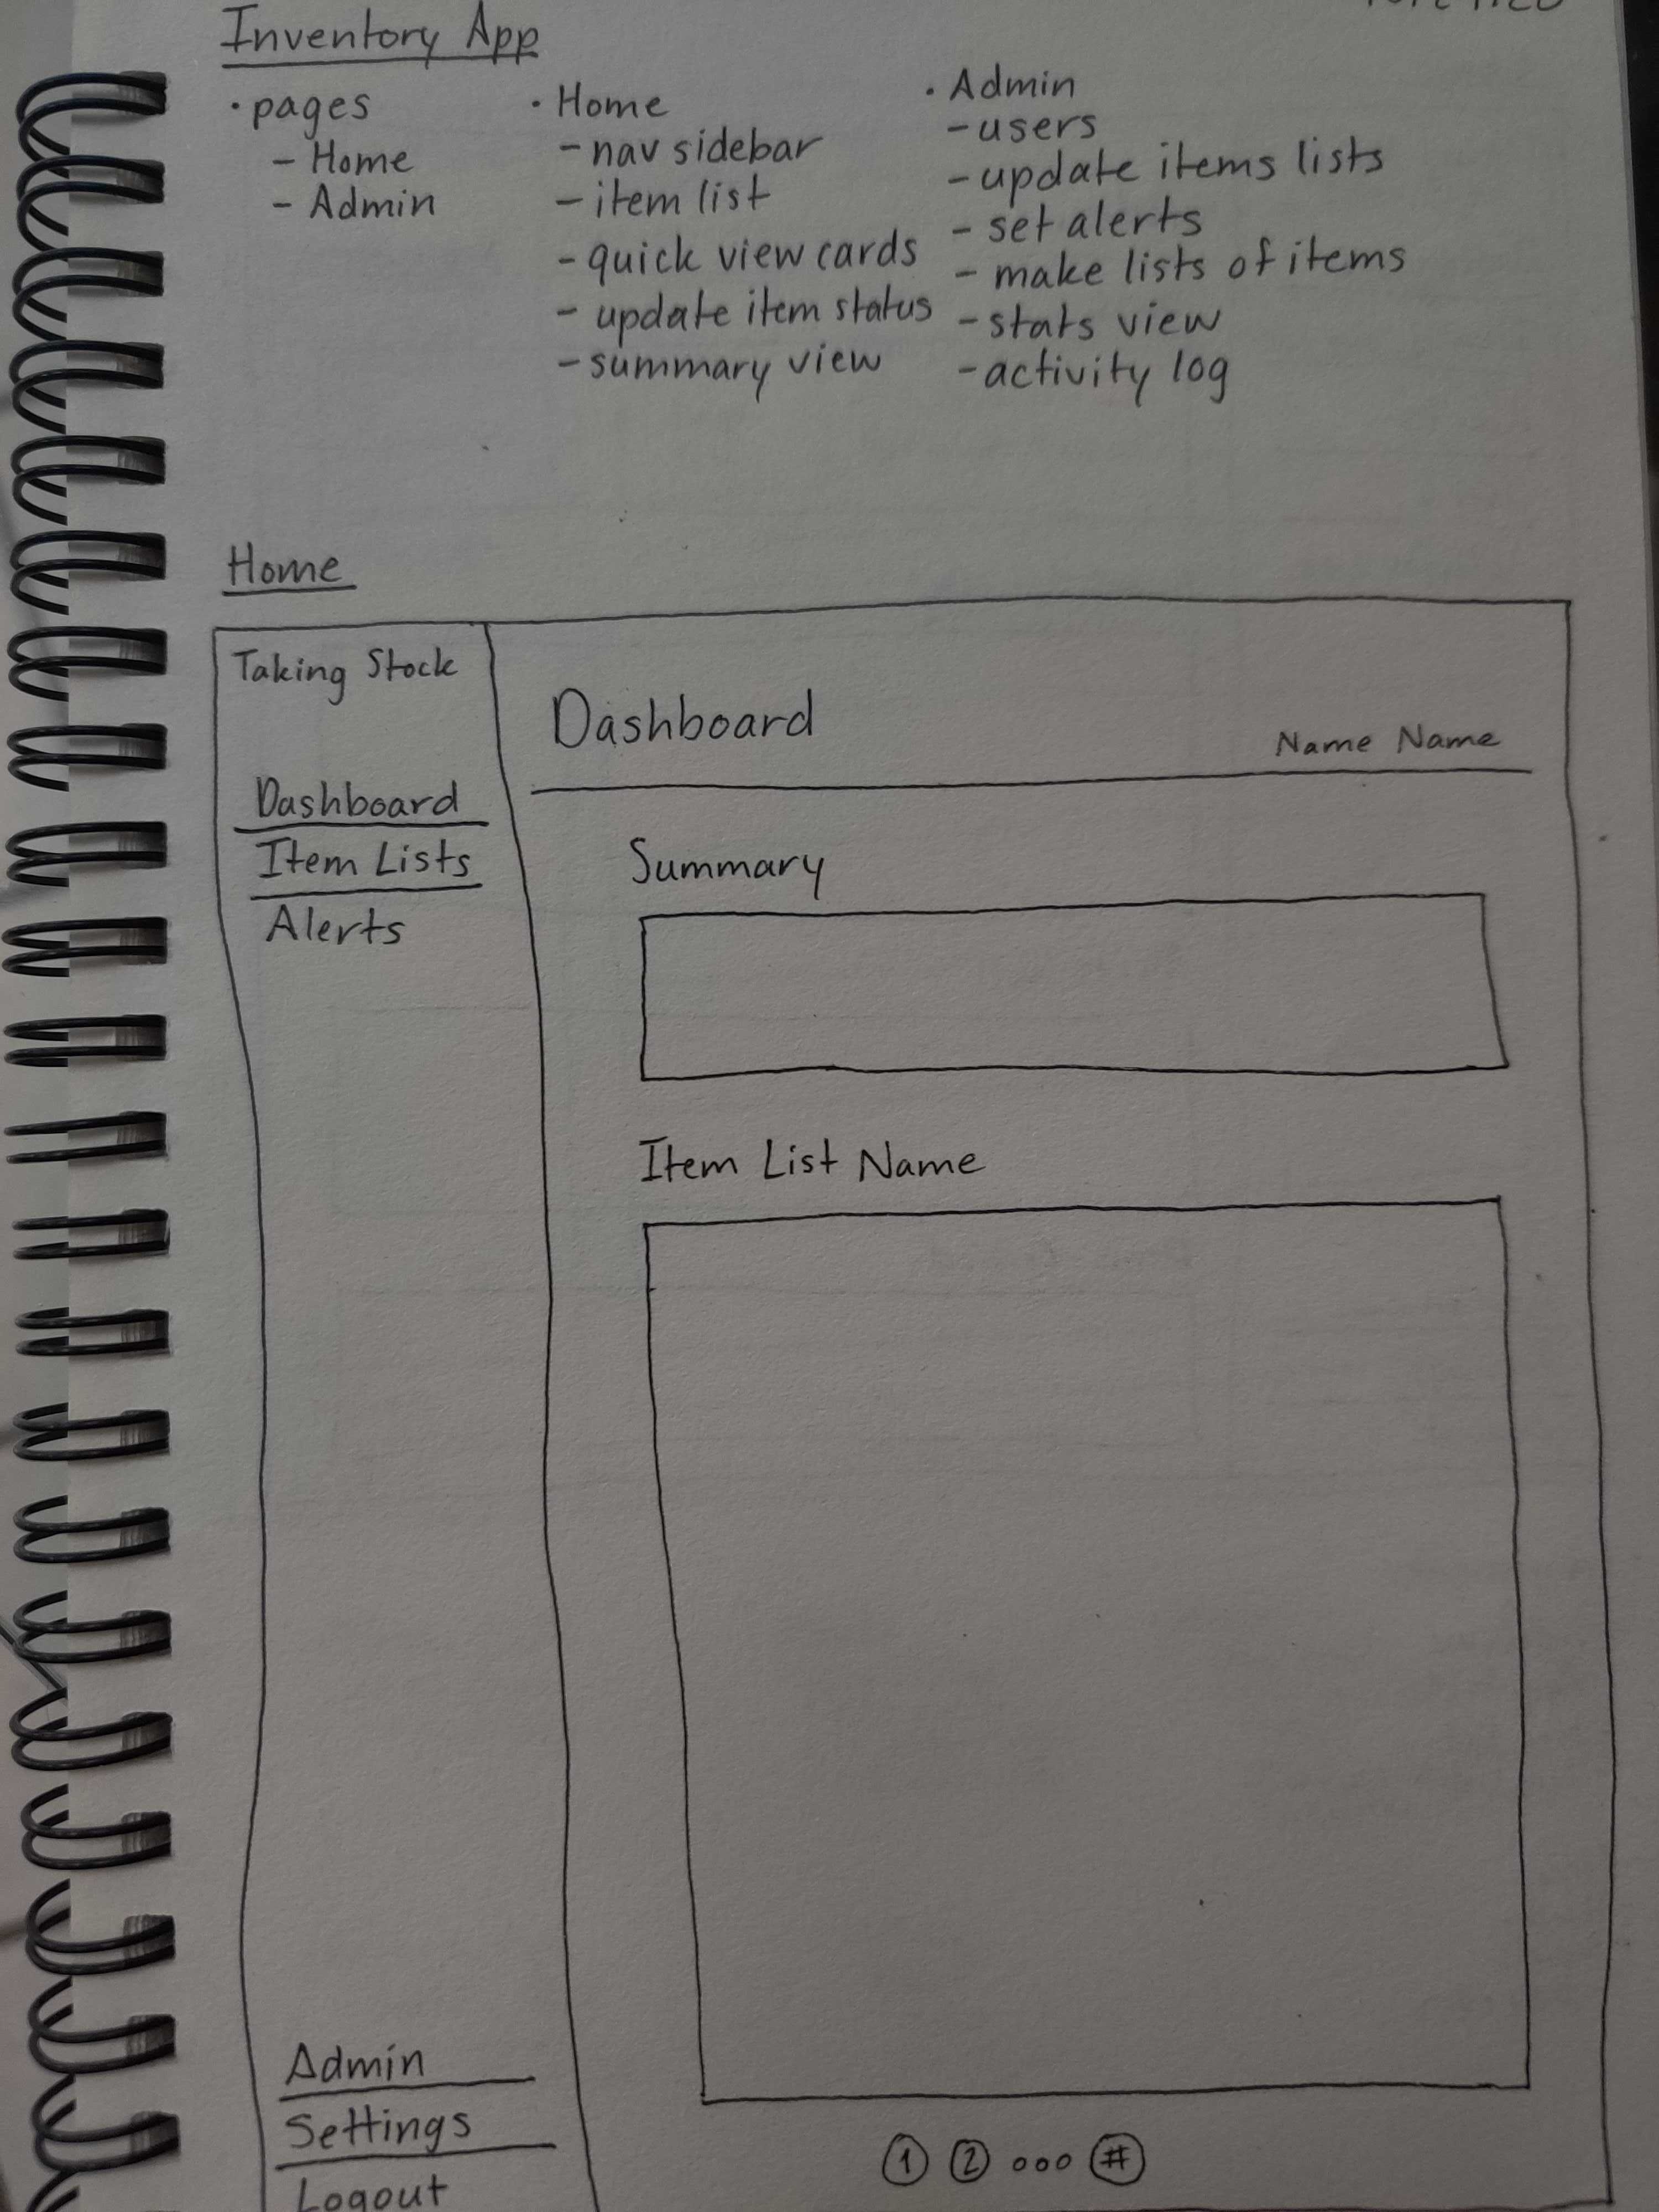 Inventory App
· pages
- Home
- Admin
· Home
- nav sidebar
- item list
- quick view cards
- update item status
- summary view
· Admin
- users
- update items lists
- set alerts
- make lists of items
- stats view
- activity log
Home
Taking Stock
Dashboard
Item Lists
Alerts
Admin
Settings
Logout
Dashboard
Name Name
Summary
Item List Name
1 2 ooo #